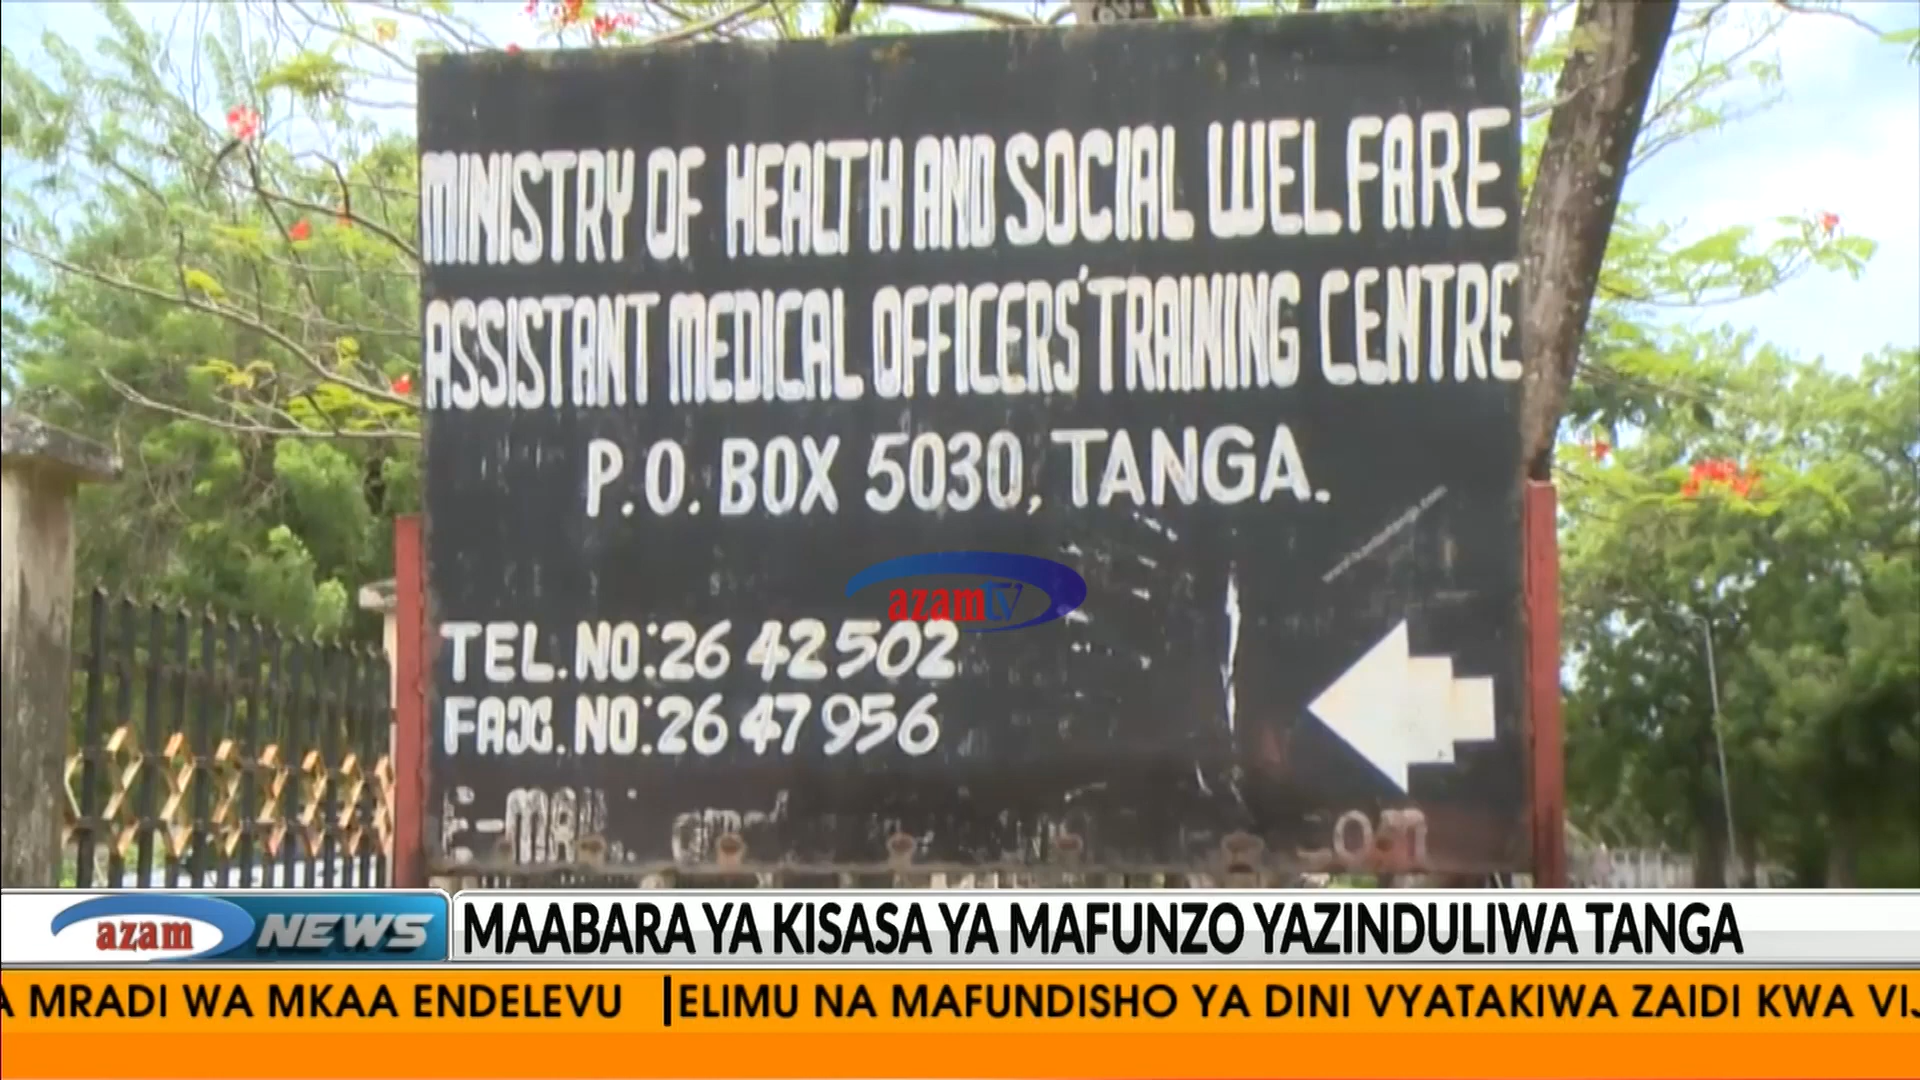 MINISTRY OF HEALTH AND SOCIAL WELFARE
ASSISTANT MEDICAL OFFICERS' TRAINING CENTRE
P.O. BOX 5030, TANGA.
azamtv
TEL. NO: 26 42502
FAX. NO: 26 47956
E-MAIL:
azam NEWS
MAABARA YA KISASA YA MAFUNZO YAZINDULIWA TANGA
A MRADI WA MKAA ENDELEVU | ELIMU NA MAFUNDISHO YA DINI VYATAKIWA ZAIDI KWA VIJ